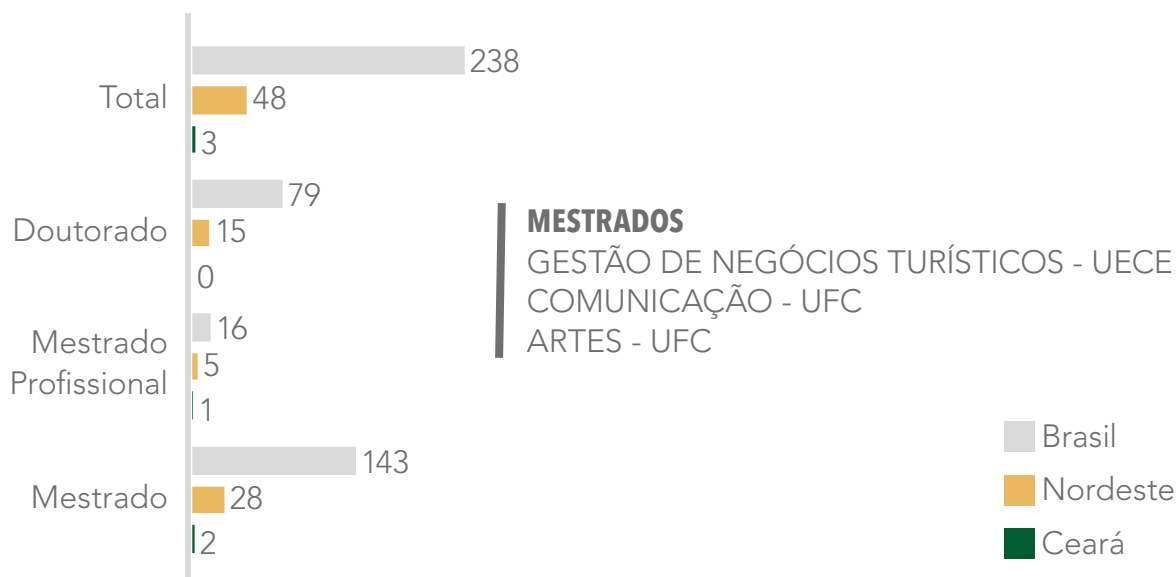 Total
238
48
3
Doutorado
79
15
0
Mestrado
Profissional
16
5
1
Mestrado
143
28
2
MESTRADOS
GESTÃO DE NEGÓCIOS TURÍSTICOS - UECE
COMUNICAÇÃO - UFC
ARTES - UFC
Brasil
Nordeste
Ceará